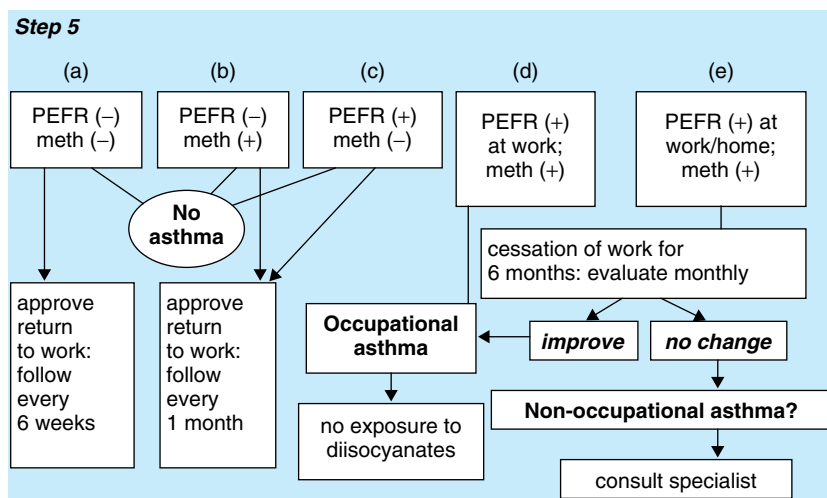 Step 5
(a)
(b)
(c)
(d)
(e)
PEFR (–)
meth (–)
PEFR (–)
meth (+)
PEFR (+)
meth (–)
PEFR (+)
at work;
meth (+)
PEFR (+) at
work/home;
meth (+)
No
asthma
cessation of work for
6 months: evaluate monthly
approve
return
to work:
follow
every
6 weeks
approve
return
to work:
follow
every
1 month
Occupational
asthma
improve
no change
no exposure to
diisocyanates
Non-occupational asthma?
consult specialist